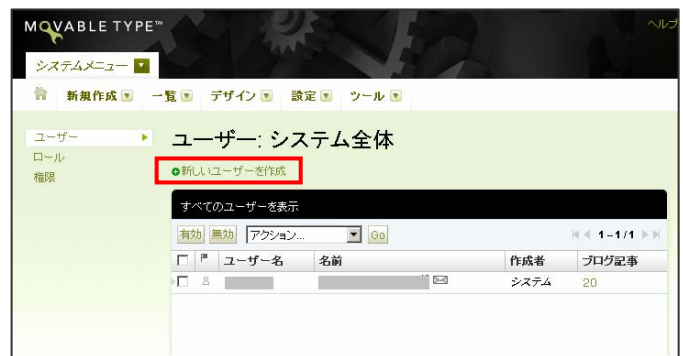 MOVABLE TYPE™
ヘルプ
システムメニュー
新規作成 一覧 デザイン 設定 ツール
ユーザー
ロール
権限
ユーザー: システム全体
新しいユーザーを作成
すべてのユーザーを表示
有効 無効 アクション... Go 1-1/1
ユーザー名 名前 作成者 ブログ記事
システム 20